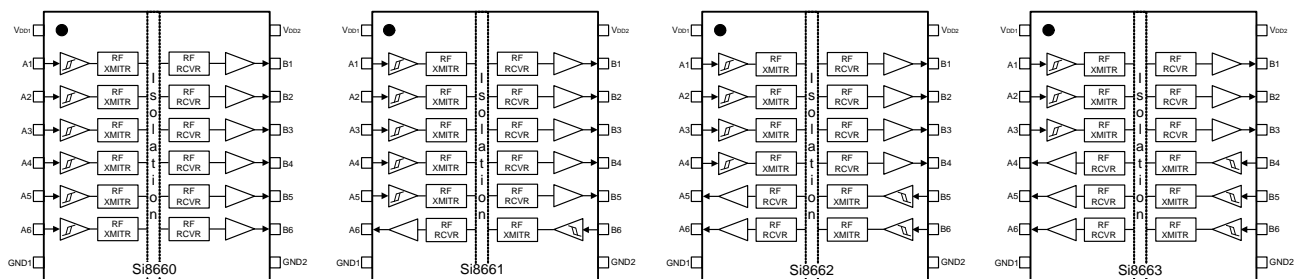 VDD1 VDD2
A1 RF XMITR RF RCVR B1
A2 RF XMITR RF RCVR B2
A3 RF XMITR RF RCVR B3
A4 RF XMITR RF RCVR B4
A5 RF XMITR RF RCVR B5
A6 RF XMITR RF RCVR B6
Isolation
GND1 GND2
Si8660
VDD1 VDD2
A1 RF XMITR RF RCVR B1
A2 RF XMITR RF RCVR B2
A3 RF XMITR RF RCVR B3
A4 RF XMITR RF RCVR B4
A5 RF XMITR RF RCVR B5
A6 RF RCVR RF XMITR B6
Isolation
GND1 GND2
Si8661
VDD1 VDD2
A1 RF XMITR RF RCVR B1
A2 RF XMITR RF RCVR B2
A3 RF XMITR RF RCVR B3
A4 RF XMITR RF RCVR B4
A5 RF RCVR RF XMITR B5
A6 RF RCVR RF XMITR B6
Isolation
GND1 GND2
Si8662
VDD1 VDD2
A1 RF XMITR RF RCVR B1
A2 RF XMITR RF RCVR B2
A3 RF XMITR RF RCVR B3
A4 RF RCVR RF XMITR B4
A5 RF RCVR RF XMITR B5
A6 RF RCVR RF XMITR B6
Isolation
GND1 GND2
Si8663